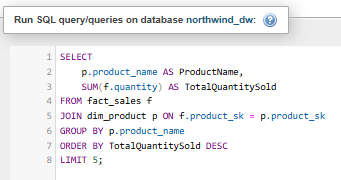 Run SQL query/queries on database northwind_dw:
1 SELECT
2 p.product_name AS ProductName,
3 SUM(f.quantity) AS TotalQuantitySold
4 FROM fact_sales f
5 JOIN dim_product p ON f.product_sk = p.product_sk
6 GROUP BY p.product_name
7 ORDER BY TotalQuantitySold DESC
8 LIMIT 5;